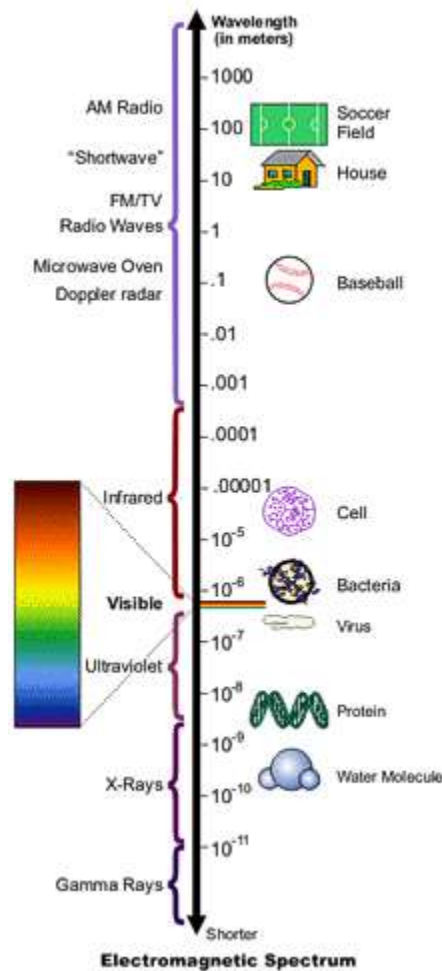 Wavelength
(in meters)
1000
AM Radio
Soccer
Field
100
"Shortwave"
House
10
FM/TV
Radio Waves
1
Microwave Oven
.1
Baseball
Doppler radar
.01
.001
.0001
.00001
Infrared
Cell
10⁻⁵
10⁻⁶
Bacteria
Visible
Virus
10⁻⁷
Ultraviolet
10⁻⁸
Protein
10⁻⁹
X-Rays
Water Molecule
10⁻¹⁰
10⁻¹¹
Gamma Rays
Shorter
Electromagnetic Spectrum